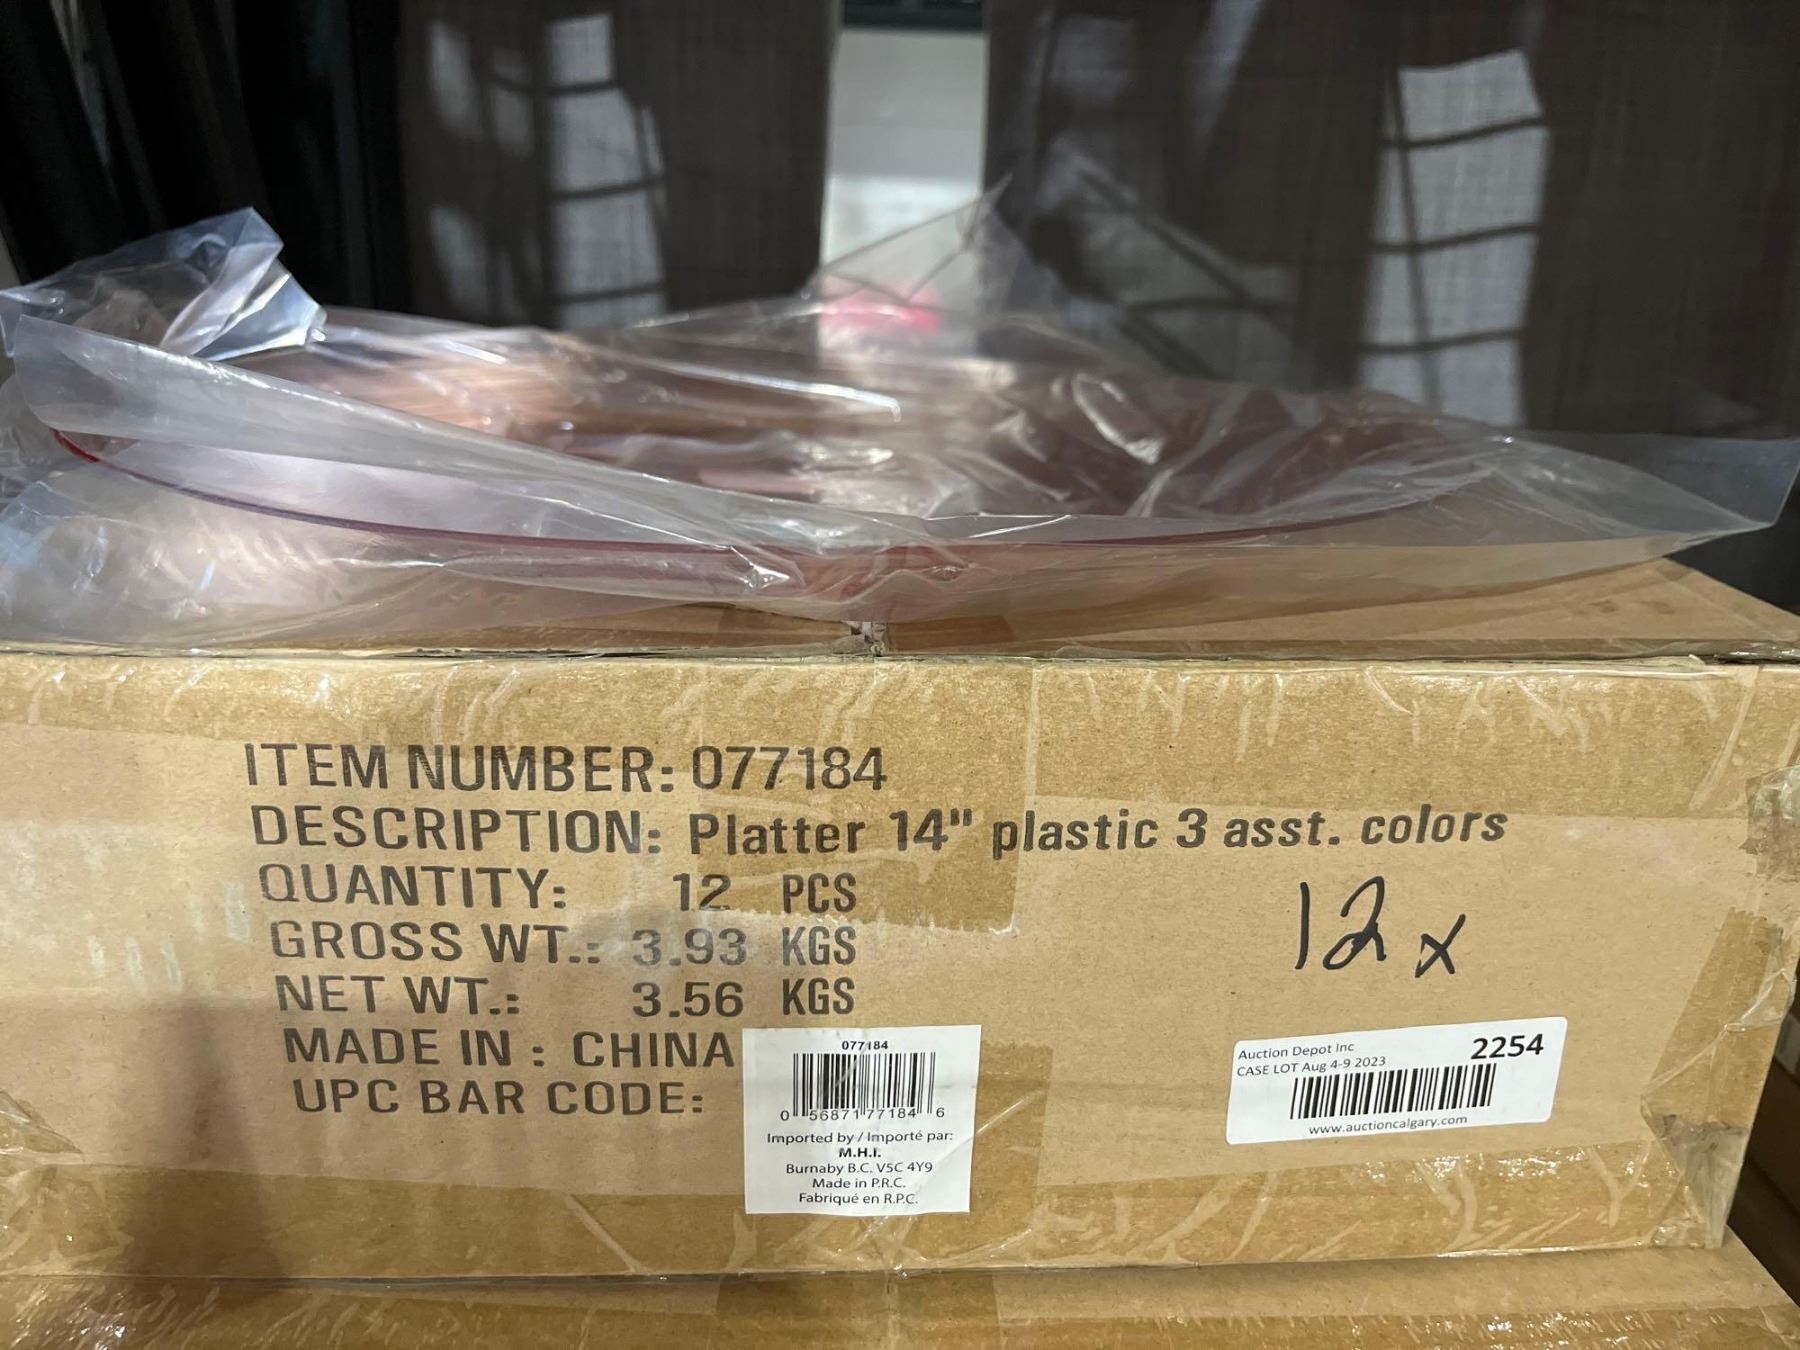 ITEM NUMBER: 077184
DESCRIPTION: Platter 14" plastic 3 asst. colors
QUANTITY: 12 PCS
GROSS WT.: 3.93 KGS
NET WT.: 3.56 KGS
MADE IN : CHINA
UPC BAR CODE:
077184
0 56871 77184 6
Imported by / Importé par:
M.H.I.
Burnaby B.C. V5C 4Y9
Made in P.R.C.
Fabriqué en R.P.C.
12 x
Auction Depot Inc 2254
CASE LOT Aug 4-9 2023
www.auctioncalgary.com